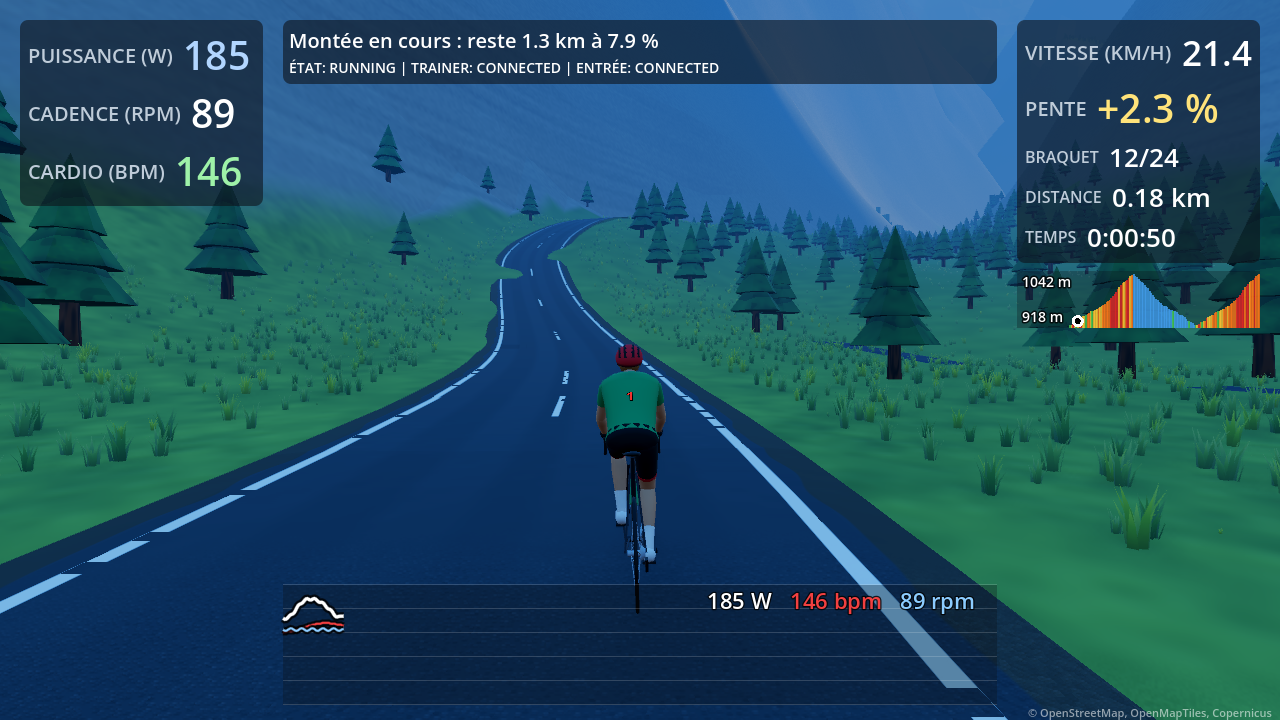 PUISSANCE (W) 185
CADENCE (RPM) 89
CARDIO (BPM) 146
Montée en cours : reste 1.3 km à 7.9 %
ÉTAT: RUNNING | TRAINER: CONNECTED | ENTRÉE: CONNECTED
VITESSE (KM/H) 21.4
PENTE +2.3 %
BRAQUET 12/24
DISTANCE 0.18 km
TEMPS 0:00:50
1042 m
918 m
1
185 W 146 bpm 89 rpm
© OpenStreetMap, OpenMapTiles, Copernicus